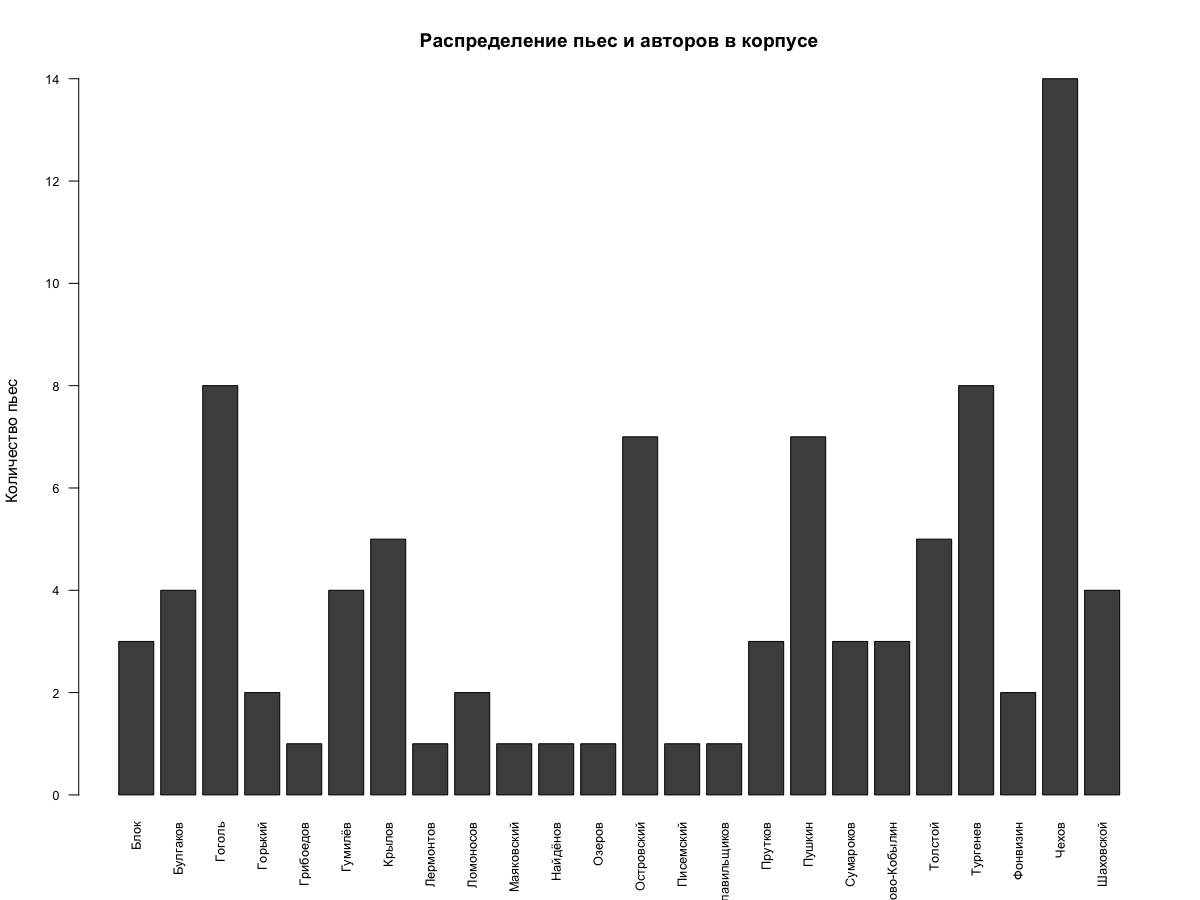 Распределение пьес и авторов в корпусе
Количество пьес
14
12
10
8
6
4
2
0
Блок
Булгаков
Гоголь
Горький
Грибоедов
Гумилёв
Крылов
Лермонтов
Ломоносов
Маяковский
Найдёнов
Озеров
Островский
Писемский
лавильщиков
Прутков
Пушкин
Сумароков
ово-Кобылин
Толстой
Тургенев
Фонвизин
Чехов
Шаховской